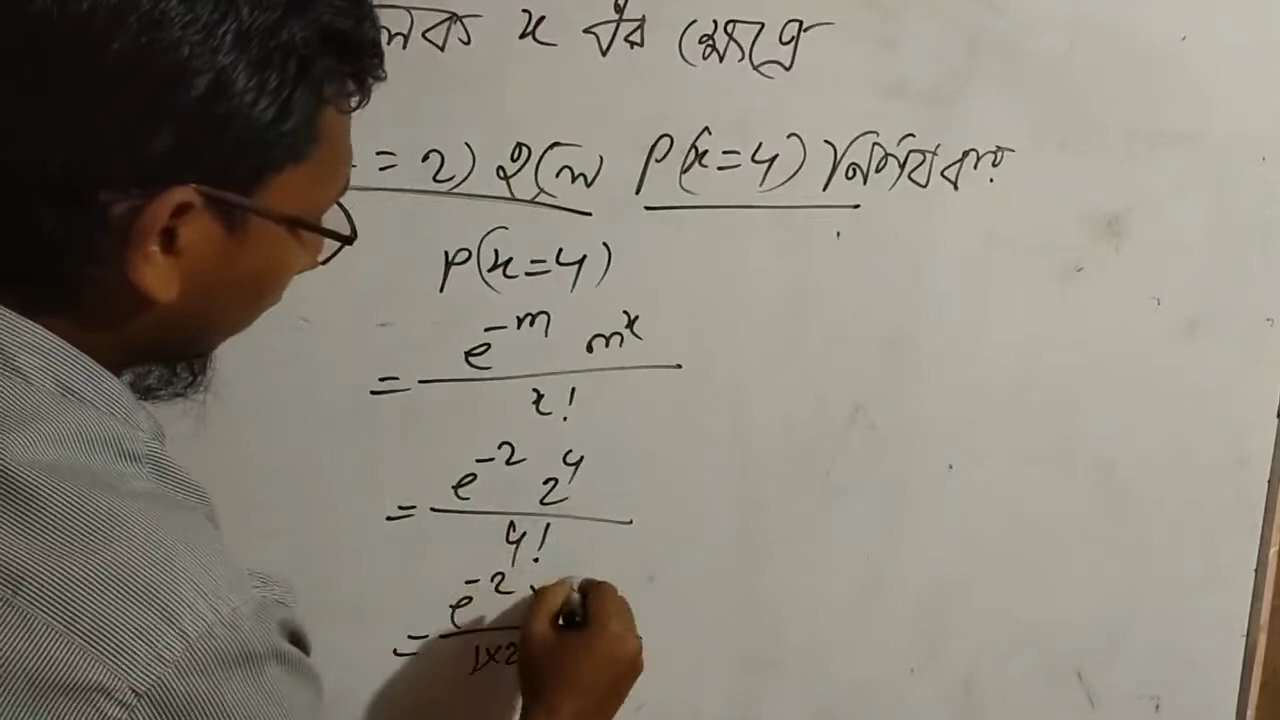 x এর ক্ষেত্রে
= 2) হলে P(x=4) নির্ণয় কর।
P(x=4)
= e^{-m} m^x / x!
= e^{-2} 2^4 / 4!
= e^{-2} × / 1×2